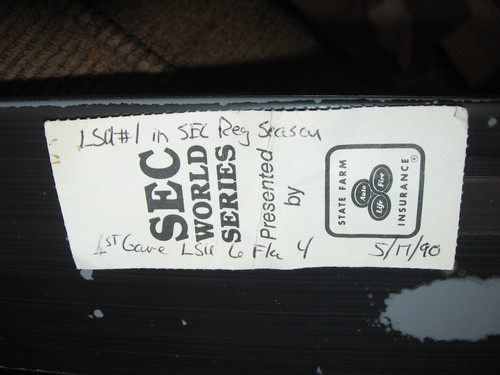 LSU#1 in SEC Reg Season
SEC
WORLD
SERIES
Presented
by
STATE FARM
Auto
Life
Fire
INSURANCE®
1ST Game LSU 6 Fla 4
5/17/90